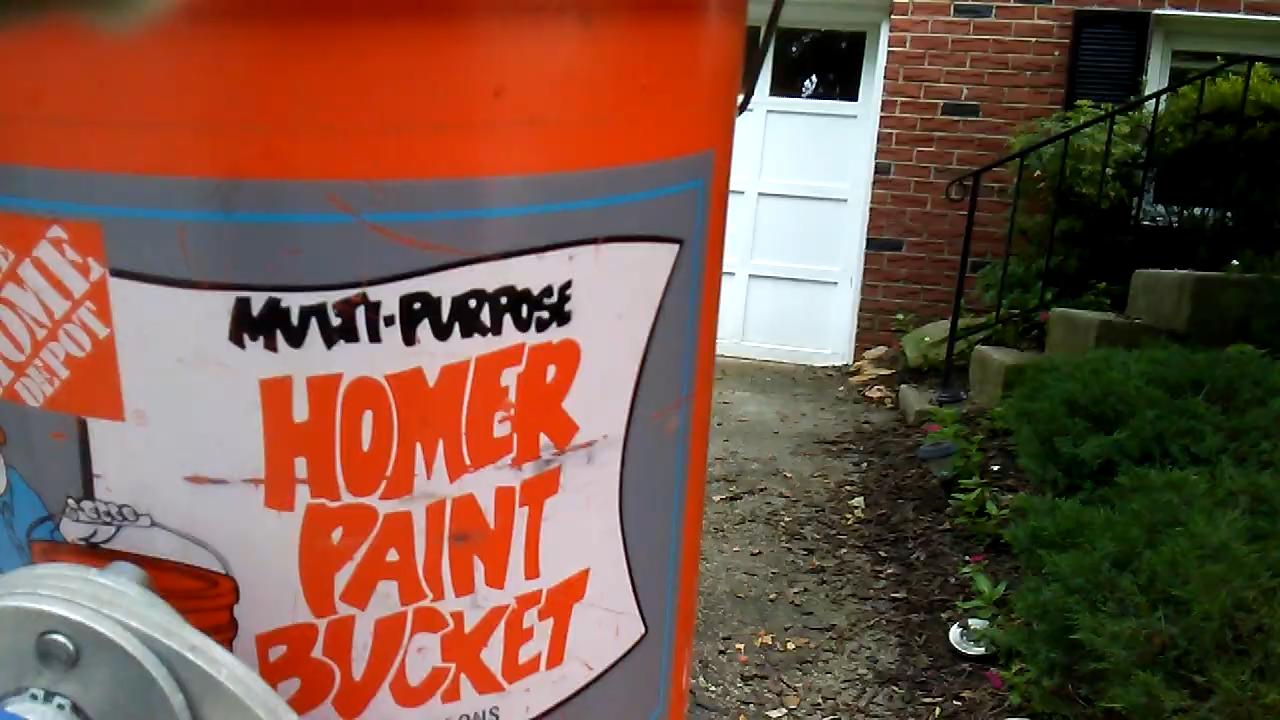 HOME
DEPOT
MULTI-PURPOSE
HOMER
PAINT
BUCKET